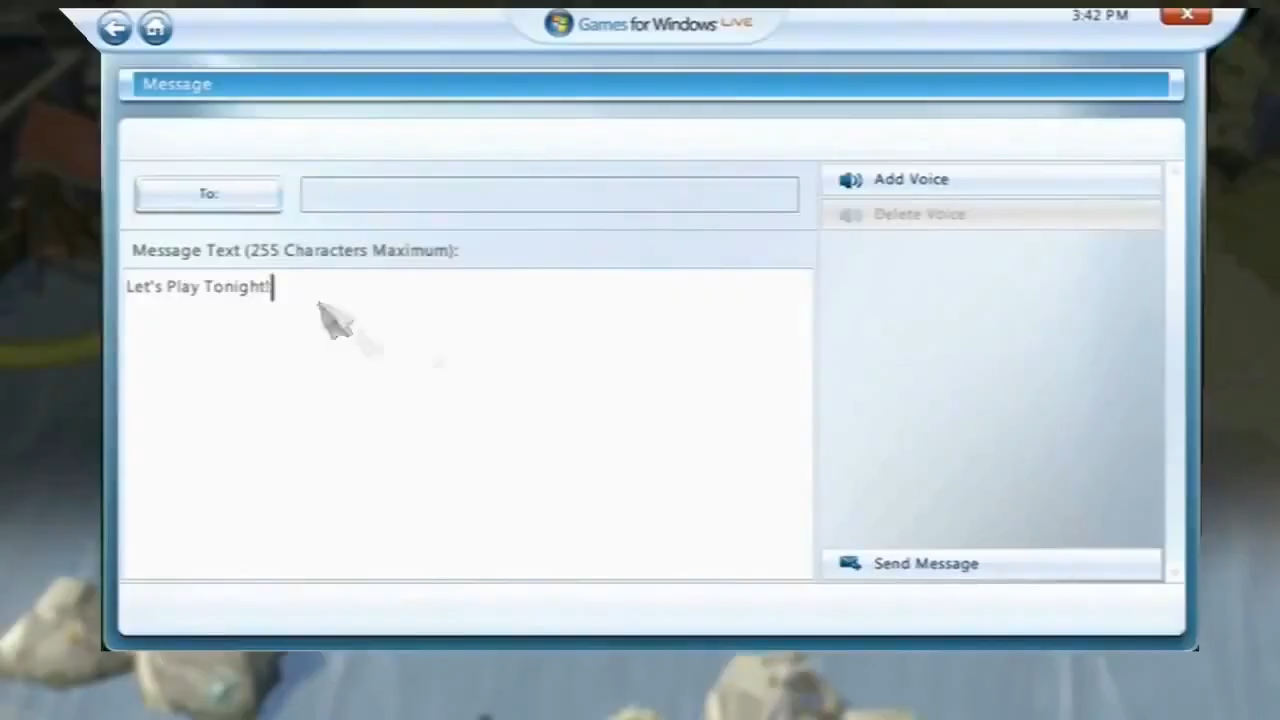 Games for Windows LIVE
3:42 PM
Message
To:
Add Voice
Delete Voice
Message Text (255 Characters Maximum):
Let's Play Tonight!
Send Message